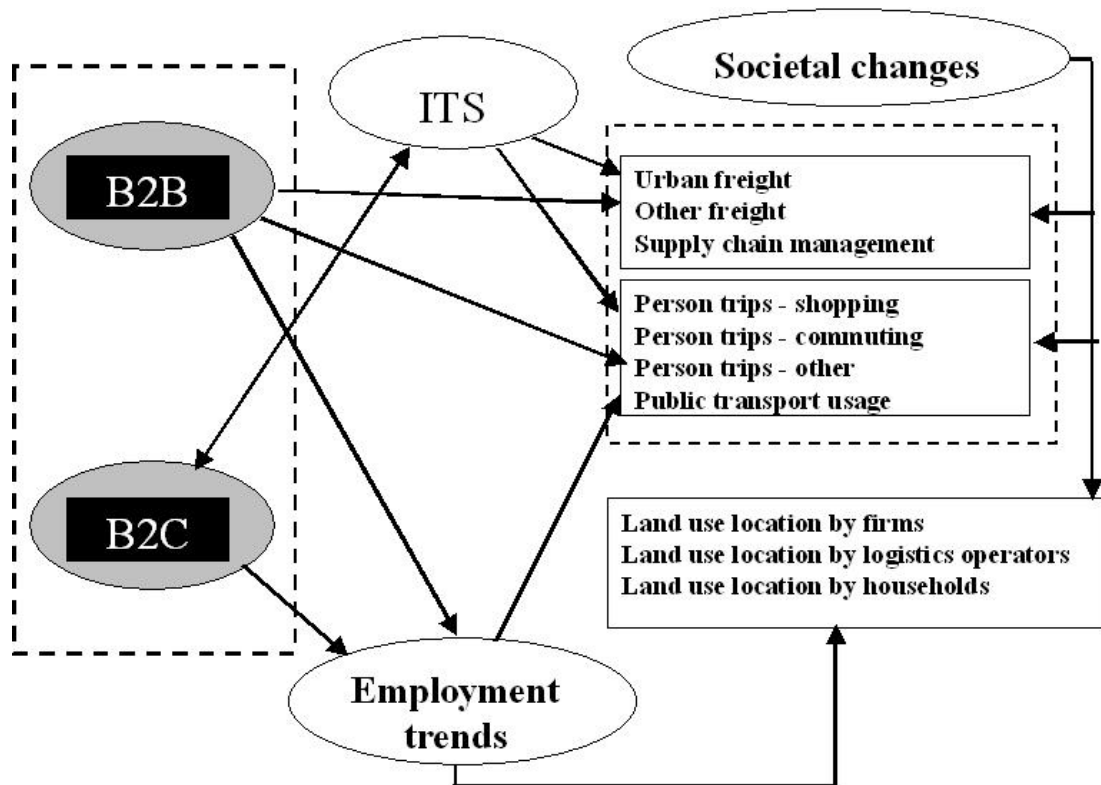 Societal changes
ITS
B2B
Urban freight
Other freight
Supply chain management
Person trips - shopping
Person trips - commuting
Person trips - other
Public transport usage
B2C
Land use location by firms
Land use location by logistics operators
Land use location by households
Employment
trends